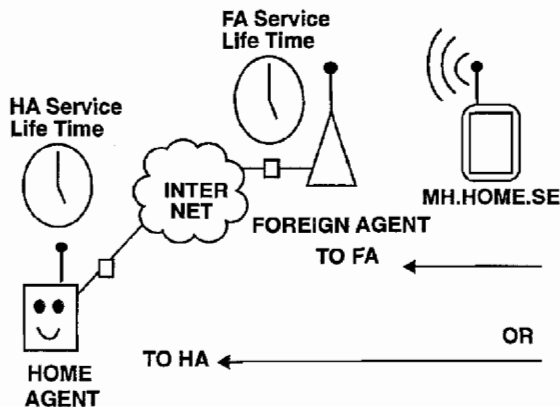 FA Service
Life Time
HA Service
Life Time
INTER
NET
MH.HOME.SE
FOREIGN AGENT
TO FA
OR
TO HA
HOME
AGENT